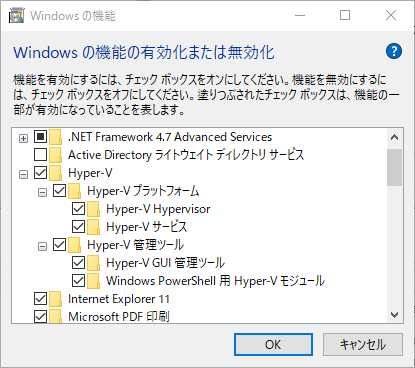 Windows の機能
Windows の機能の有効化または無効化
機能を有効にするには、チェック ボックスをオンにしてください。機能を無効にするに
は、チェック ボックスをオフにしてください。塗りつぶされたチェック ボックスは、機能の一
部が有効になっていることを表します。
.NET Framework 4.7 Advanced Services
Active Directory ライトウェイト ディレクトリ サービス
Hyper-V
Hyper-V プラットフォーム
Hyper-V Hypervisor
Hyper-V サービス
Hyper-V 管理ツール
Hyper-V GUI 管理ツール
Windows PowerShell 用 Hyper-V モジュール
Internet Explorer 11
Microsoft PDF 印刷
OK
キャンセル